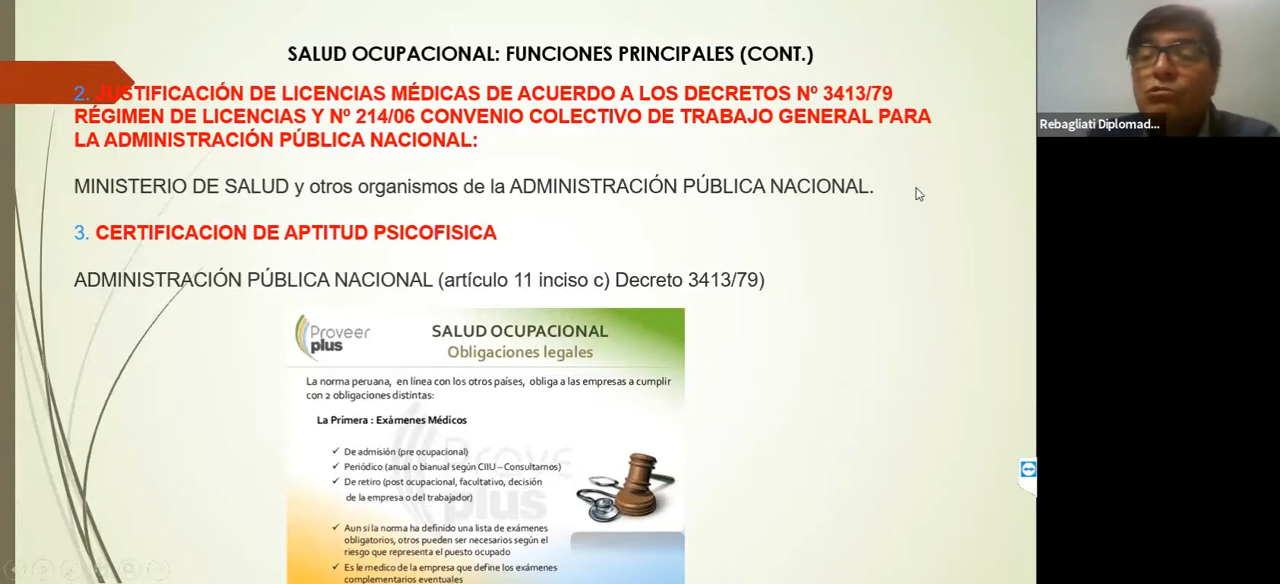 SALUD OCUPACIONAL: FUNCIONES PRINCIPALES (CONT.)
2. JUSTIFICACIÓN DE LICENCIAS MÉDICAS DE ACUERDO A LOS DECRETOS Nº 3413/79
RÉGIMEN DE LICENCIAS Y Nº 214/06 CONVENIO COLECTIVO DE TRABAJO GENERAL PARA
LA ADMINISTRACIÓN PÚBLICA NACIONAL:
MINISTERIO DE SALUD y otros organismos de la ADMINISTRACIÓN PÚBLICA NACIONAL.
3. CERTIFICACION DE APTITUD PSICOFISICA
ADMINISTRACIÓN PÚBLICA NACIONAL (artículo 11 inciso c) Decreto 3413/79)
Proveer
plus
SALUD OCUPACIONAL
Obligaciones legales
La norma peruana, en línea con los otros países, obliga a las empresas a cumplir
con 2 obligaciones distintas:
La Primera : Exámenes Médicos
✓ De admisión (pre ocupacional)
✓ Periódico (anual o bianual según CIIU – Consultarnos)
✓ De retiro (post ocupacional, facultativo, decisión
de la empresa o del trabajador)
✓ Aun si la norma ha definido una lista de exámenes
obligatorios, otros pueden ser necesarios según el
riesgo que representa el puesto ocupado
✓ Es le medico de la empresa que define los exámenes
complementarios eventuales
Proveer
plus
Rebagliati Diplomad...